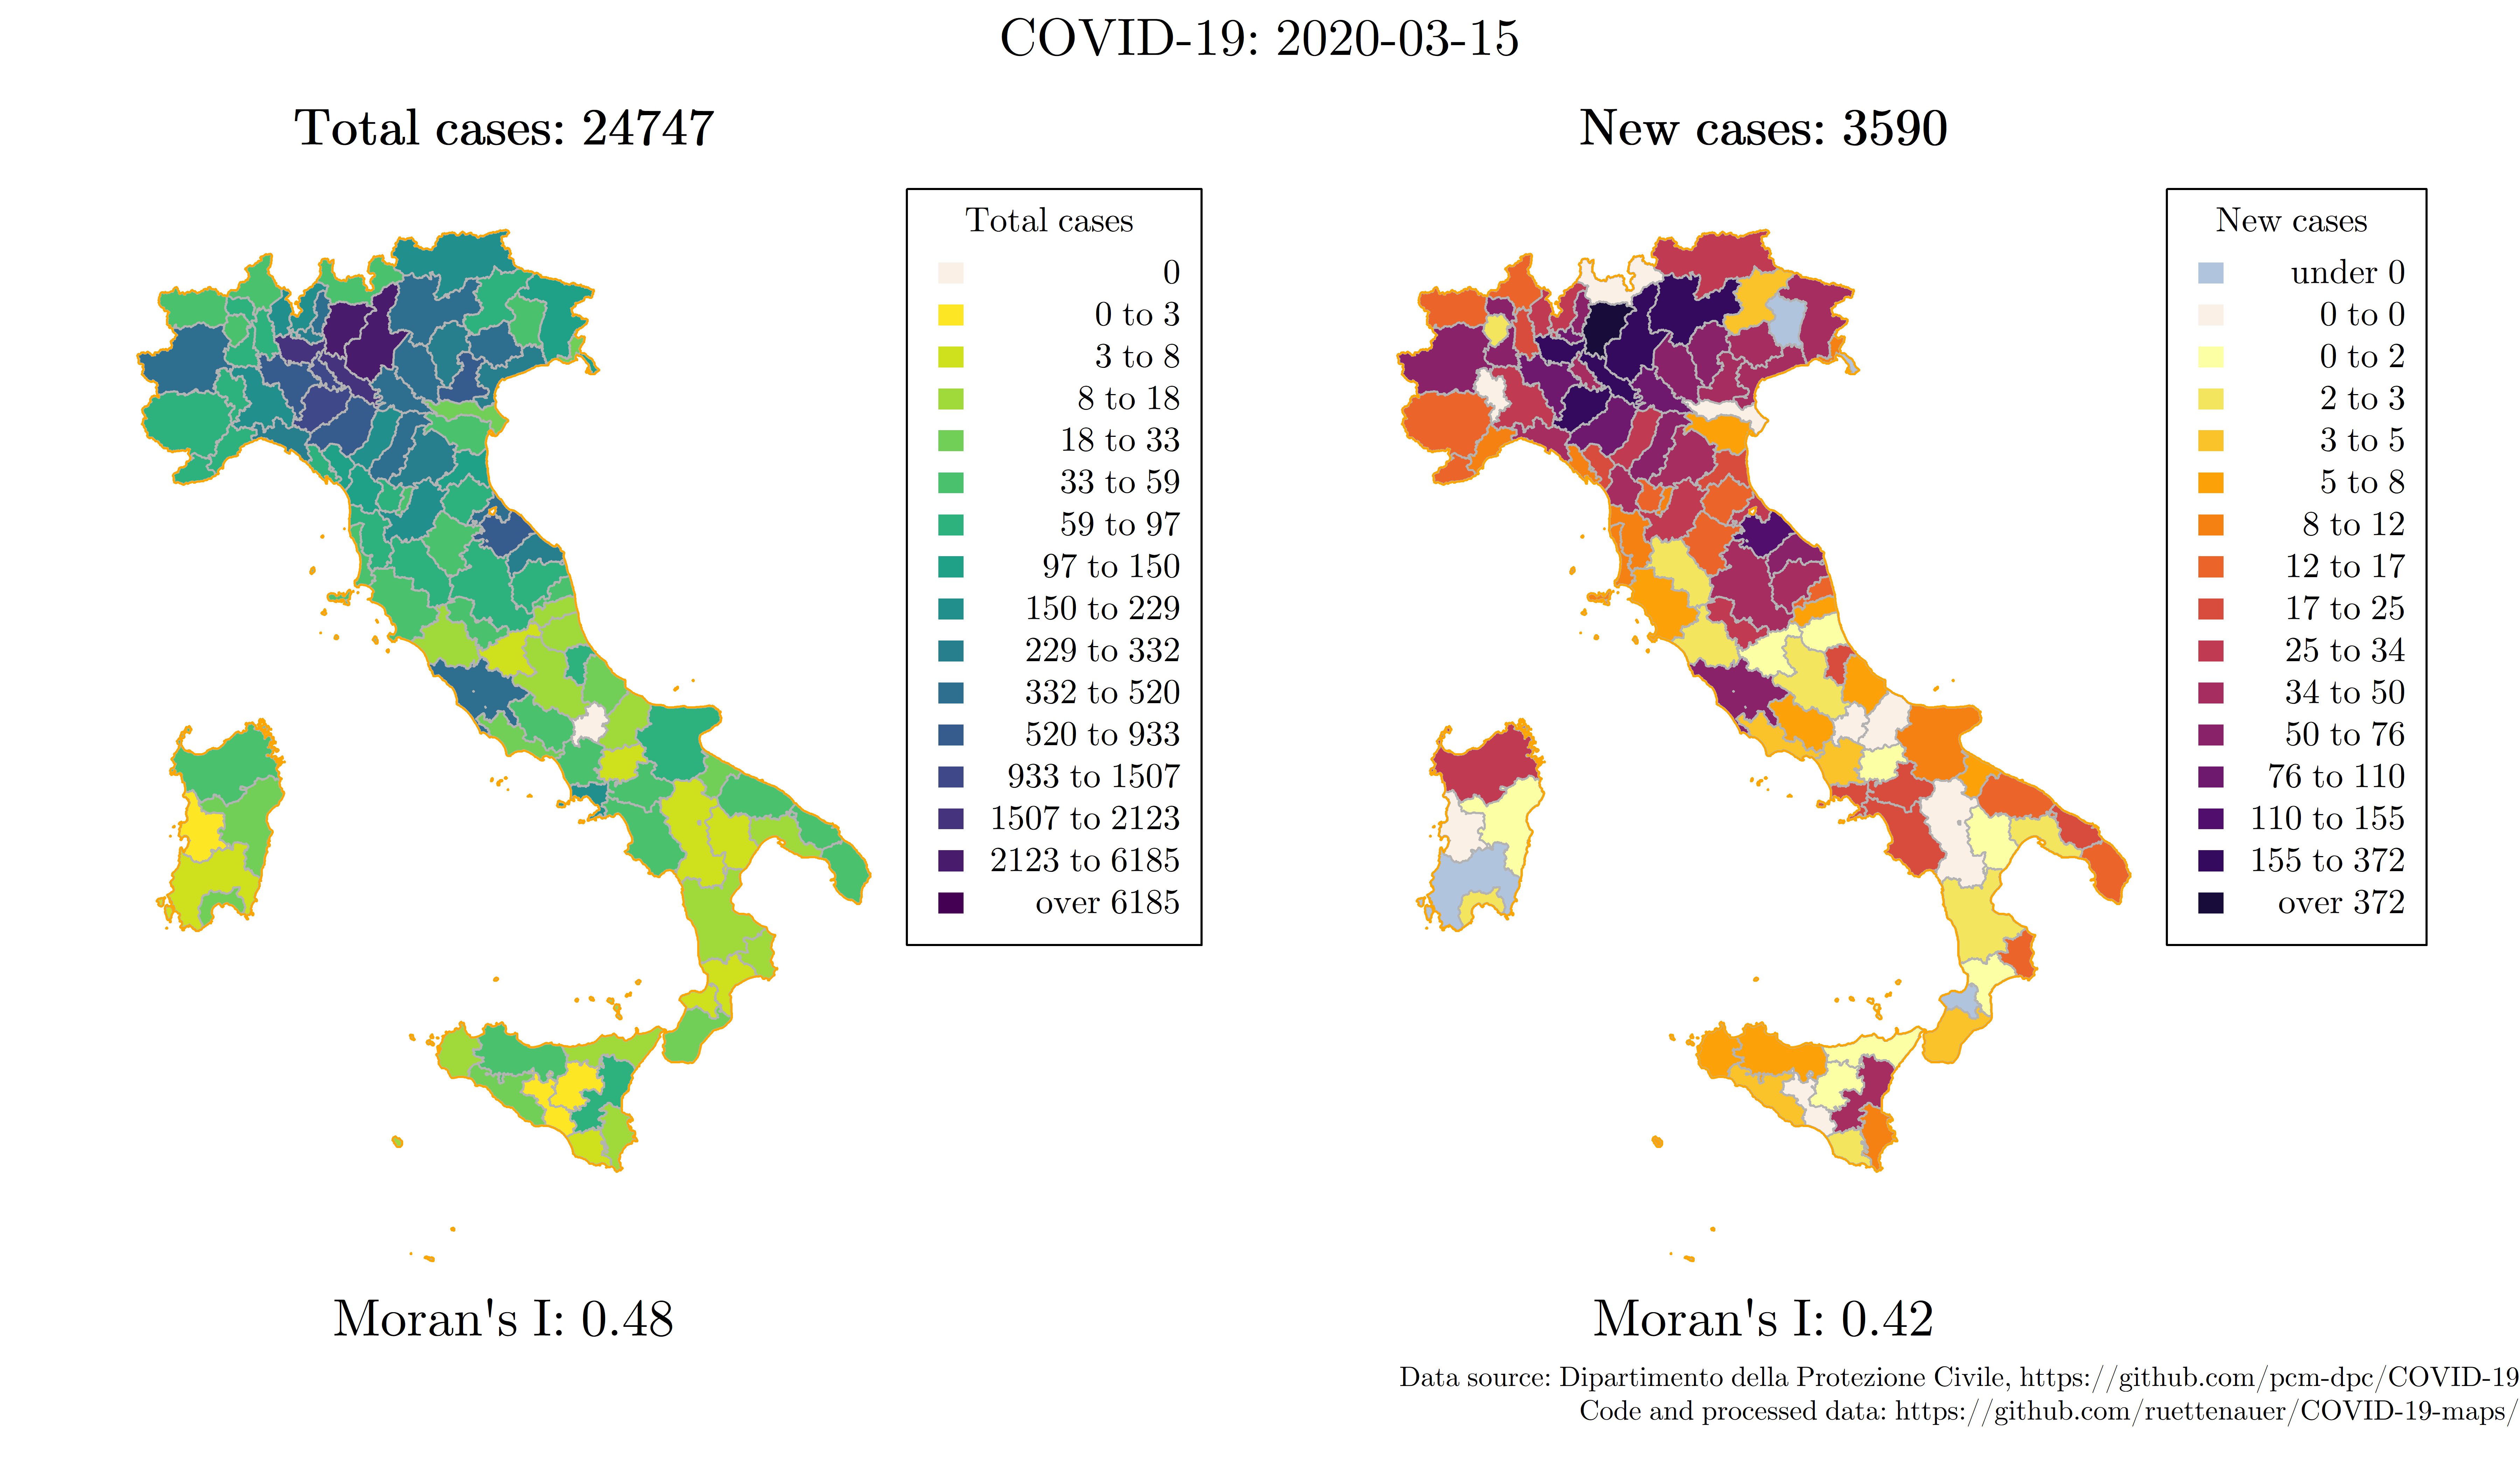 COVID-19: 2020-03-15
Total cases: 24747
Total cases
0
0 to 3
3 to 8
8 to 18
18 to 33
33 to 59
59 to 97
97 to 150
150 to 229
229 to 332
332 to 520
520 to 933
933 to 1507
1507 to 2123
2123 to 6185
over 6185
Moran's I: 0.48
New cases: 3590
New cases
under 0
0 to 0
0 to 2
2 to 3
3 to 5
5 to 8
8 to 12
12 to 17
17 to 25
25 to 34
34 to 50
50 to 76
76 to 110
110 to 155
155 to 372
over 372
Moran's I: 0.42
Data source: Dipartimento della Protezione Civile, https://github.com/pcm-dpc/COVID-19
Code and processed data: https://github.com/ruettenauer/COVID-19-maps/